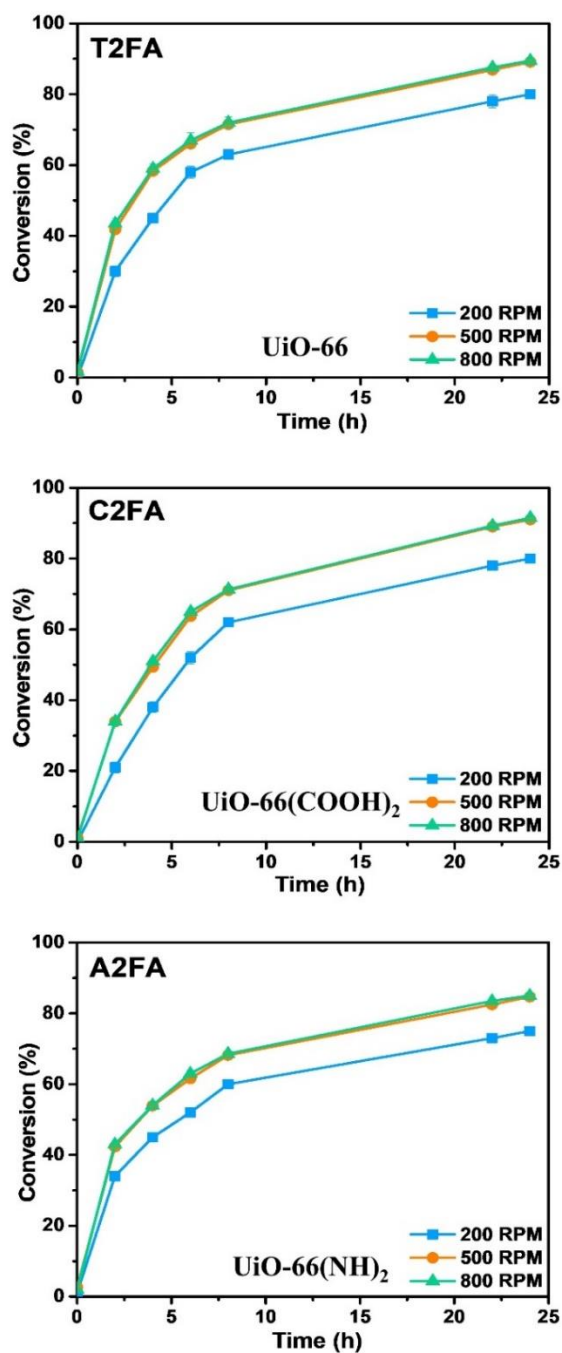 100
T2FA
80
60
40
20
0
Conversion (%)
200 RPM
500 RPM
800 RPM
UiO-66
0 5 10 15 20 25
Time (h)
100
C2FA
80
60
40
20
0
Conversion (%)
200 RPM
500 RPM
800 RPM
UiO-66(COOH)₂
0 5 10 15 20 25
Time (h)
100
A2FA
80
60
40
20
0
Conversion (%)
200 RPM
500 RPM
800 RPM
UiO-66(NH)₂
0 5 10 15 20 25
Time (h)